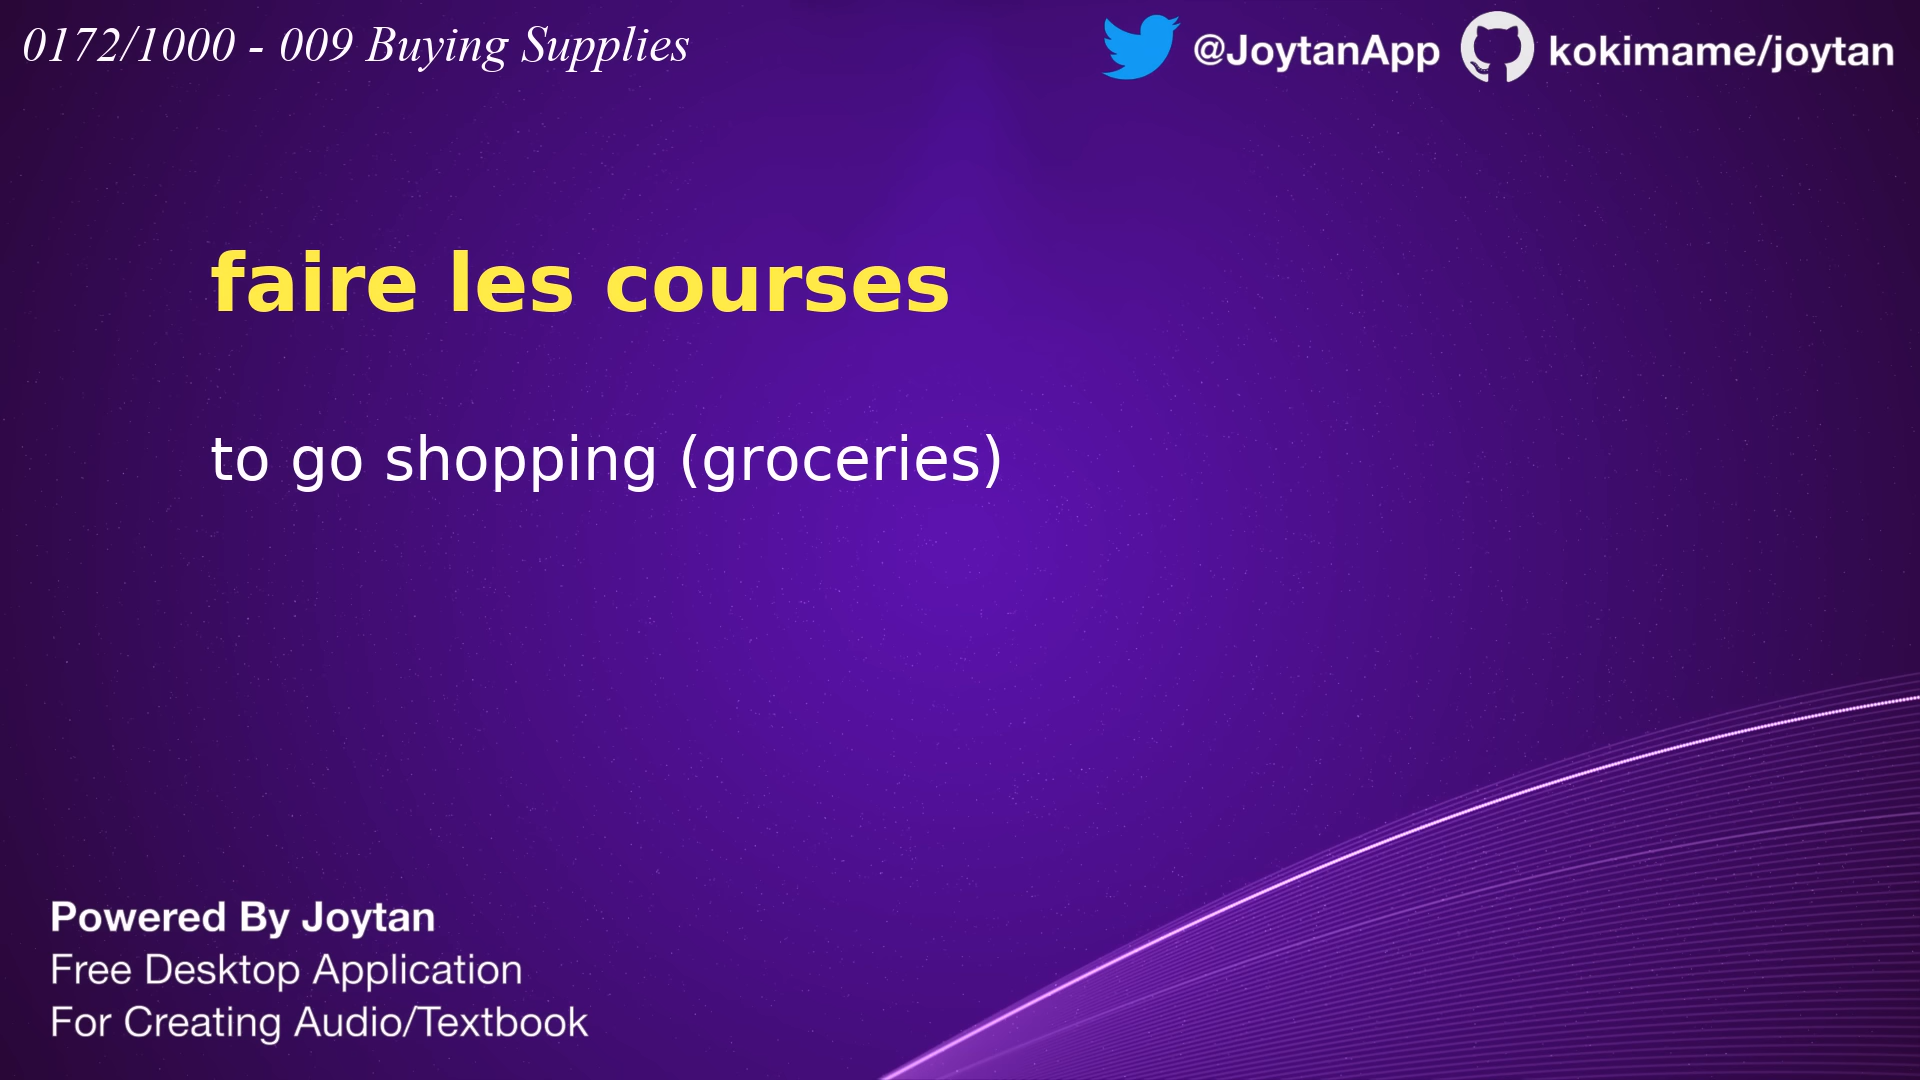 0172/1000 - 009 Buying Supplies
@JoytanApp
kokimame/joytan
faire les courses
to go shopping (groceries)
Powered By Joytan
Free Desktop Application
For Creating Audio/Textbook